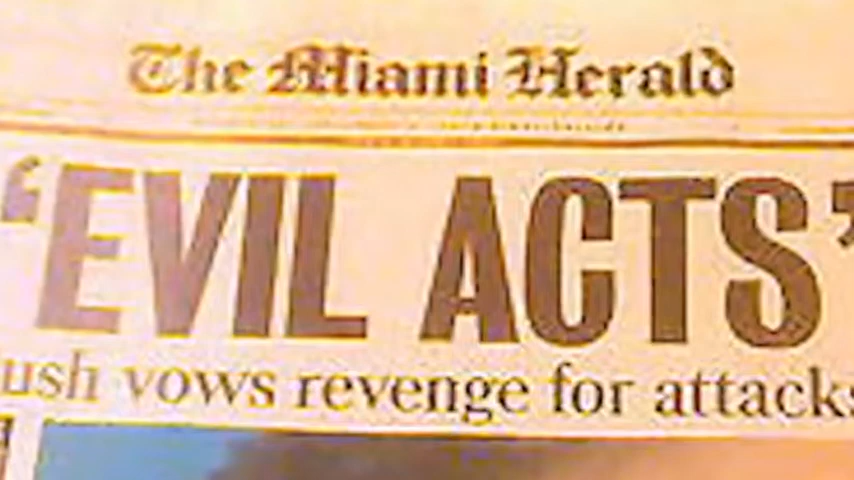 The Miami Herald
‘EVIL ACTS’
ush vows revenge for attacks